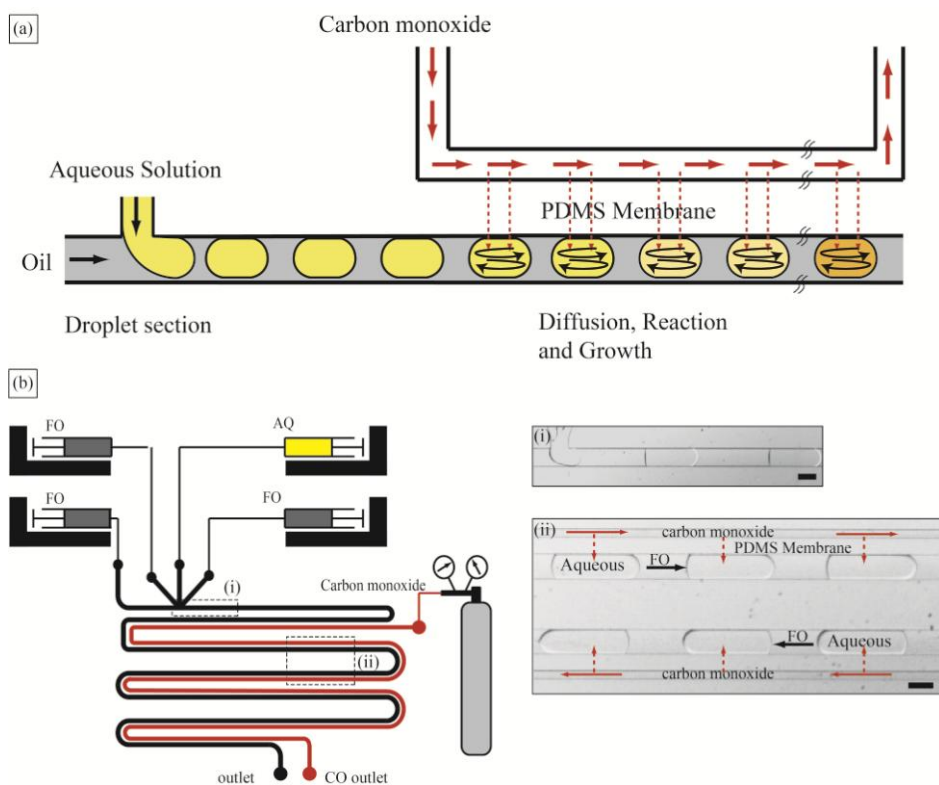 (a)
Carbon monoxide
Aqueous Solution
PDMS Membrane
Oil
Droplet section
Diffusion, Reaction
and Growth
(b)
FO
AQ
FO
FO
(i)
Carbon monoxide
(ii)
outlet
CO outlet
(i)
(ii)
carbon monoxide
PDMS Membrane
Aqueous
FO
FO
Aqueous
carbon monoxide